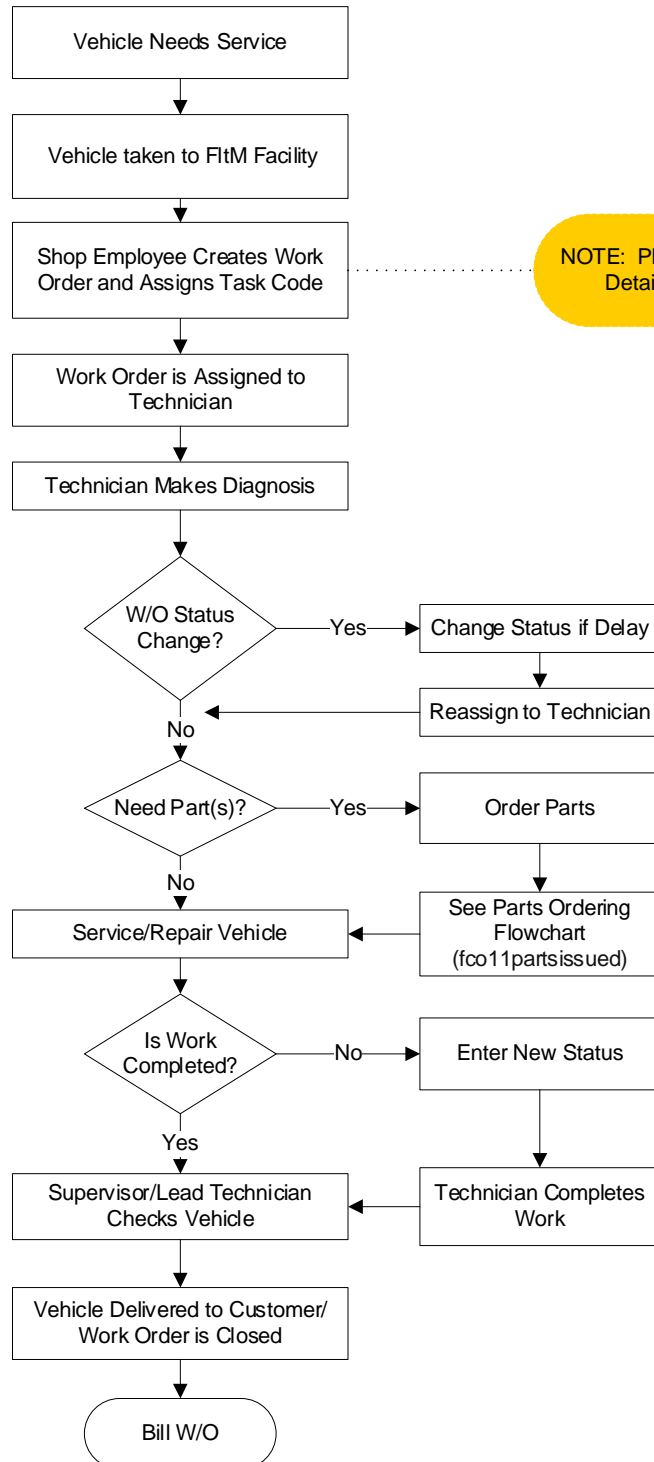 Vehicle Needs Service
Vehicle taken to FltM Facility
Shop Employee Creates Work
Order and Assigns Task Code
NOTE:
Work Order is Assigned to
Technician
Technician Makes Diagnosis
W/O Status
Change?
Yes
Change Status if Delay
Reassign to Technician
No
Need Part(s)?
Yes
Order Parts
No
See Parts Ordering
Flowchart
(fco11partsissued)
Service/Repair Vehicle
Is Work
Completed?
No
Enter New Status
Yes
Supervisor/Lead Technician
Checks Vehicle
Technician Completes
Work
Vehicle Delivered to Customer/
Work Order is Closed
Bill W/O